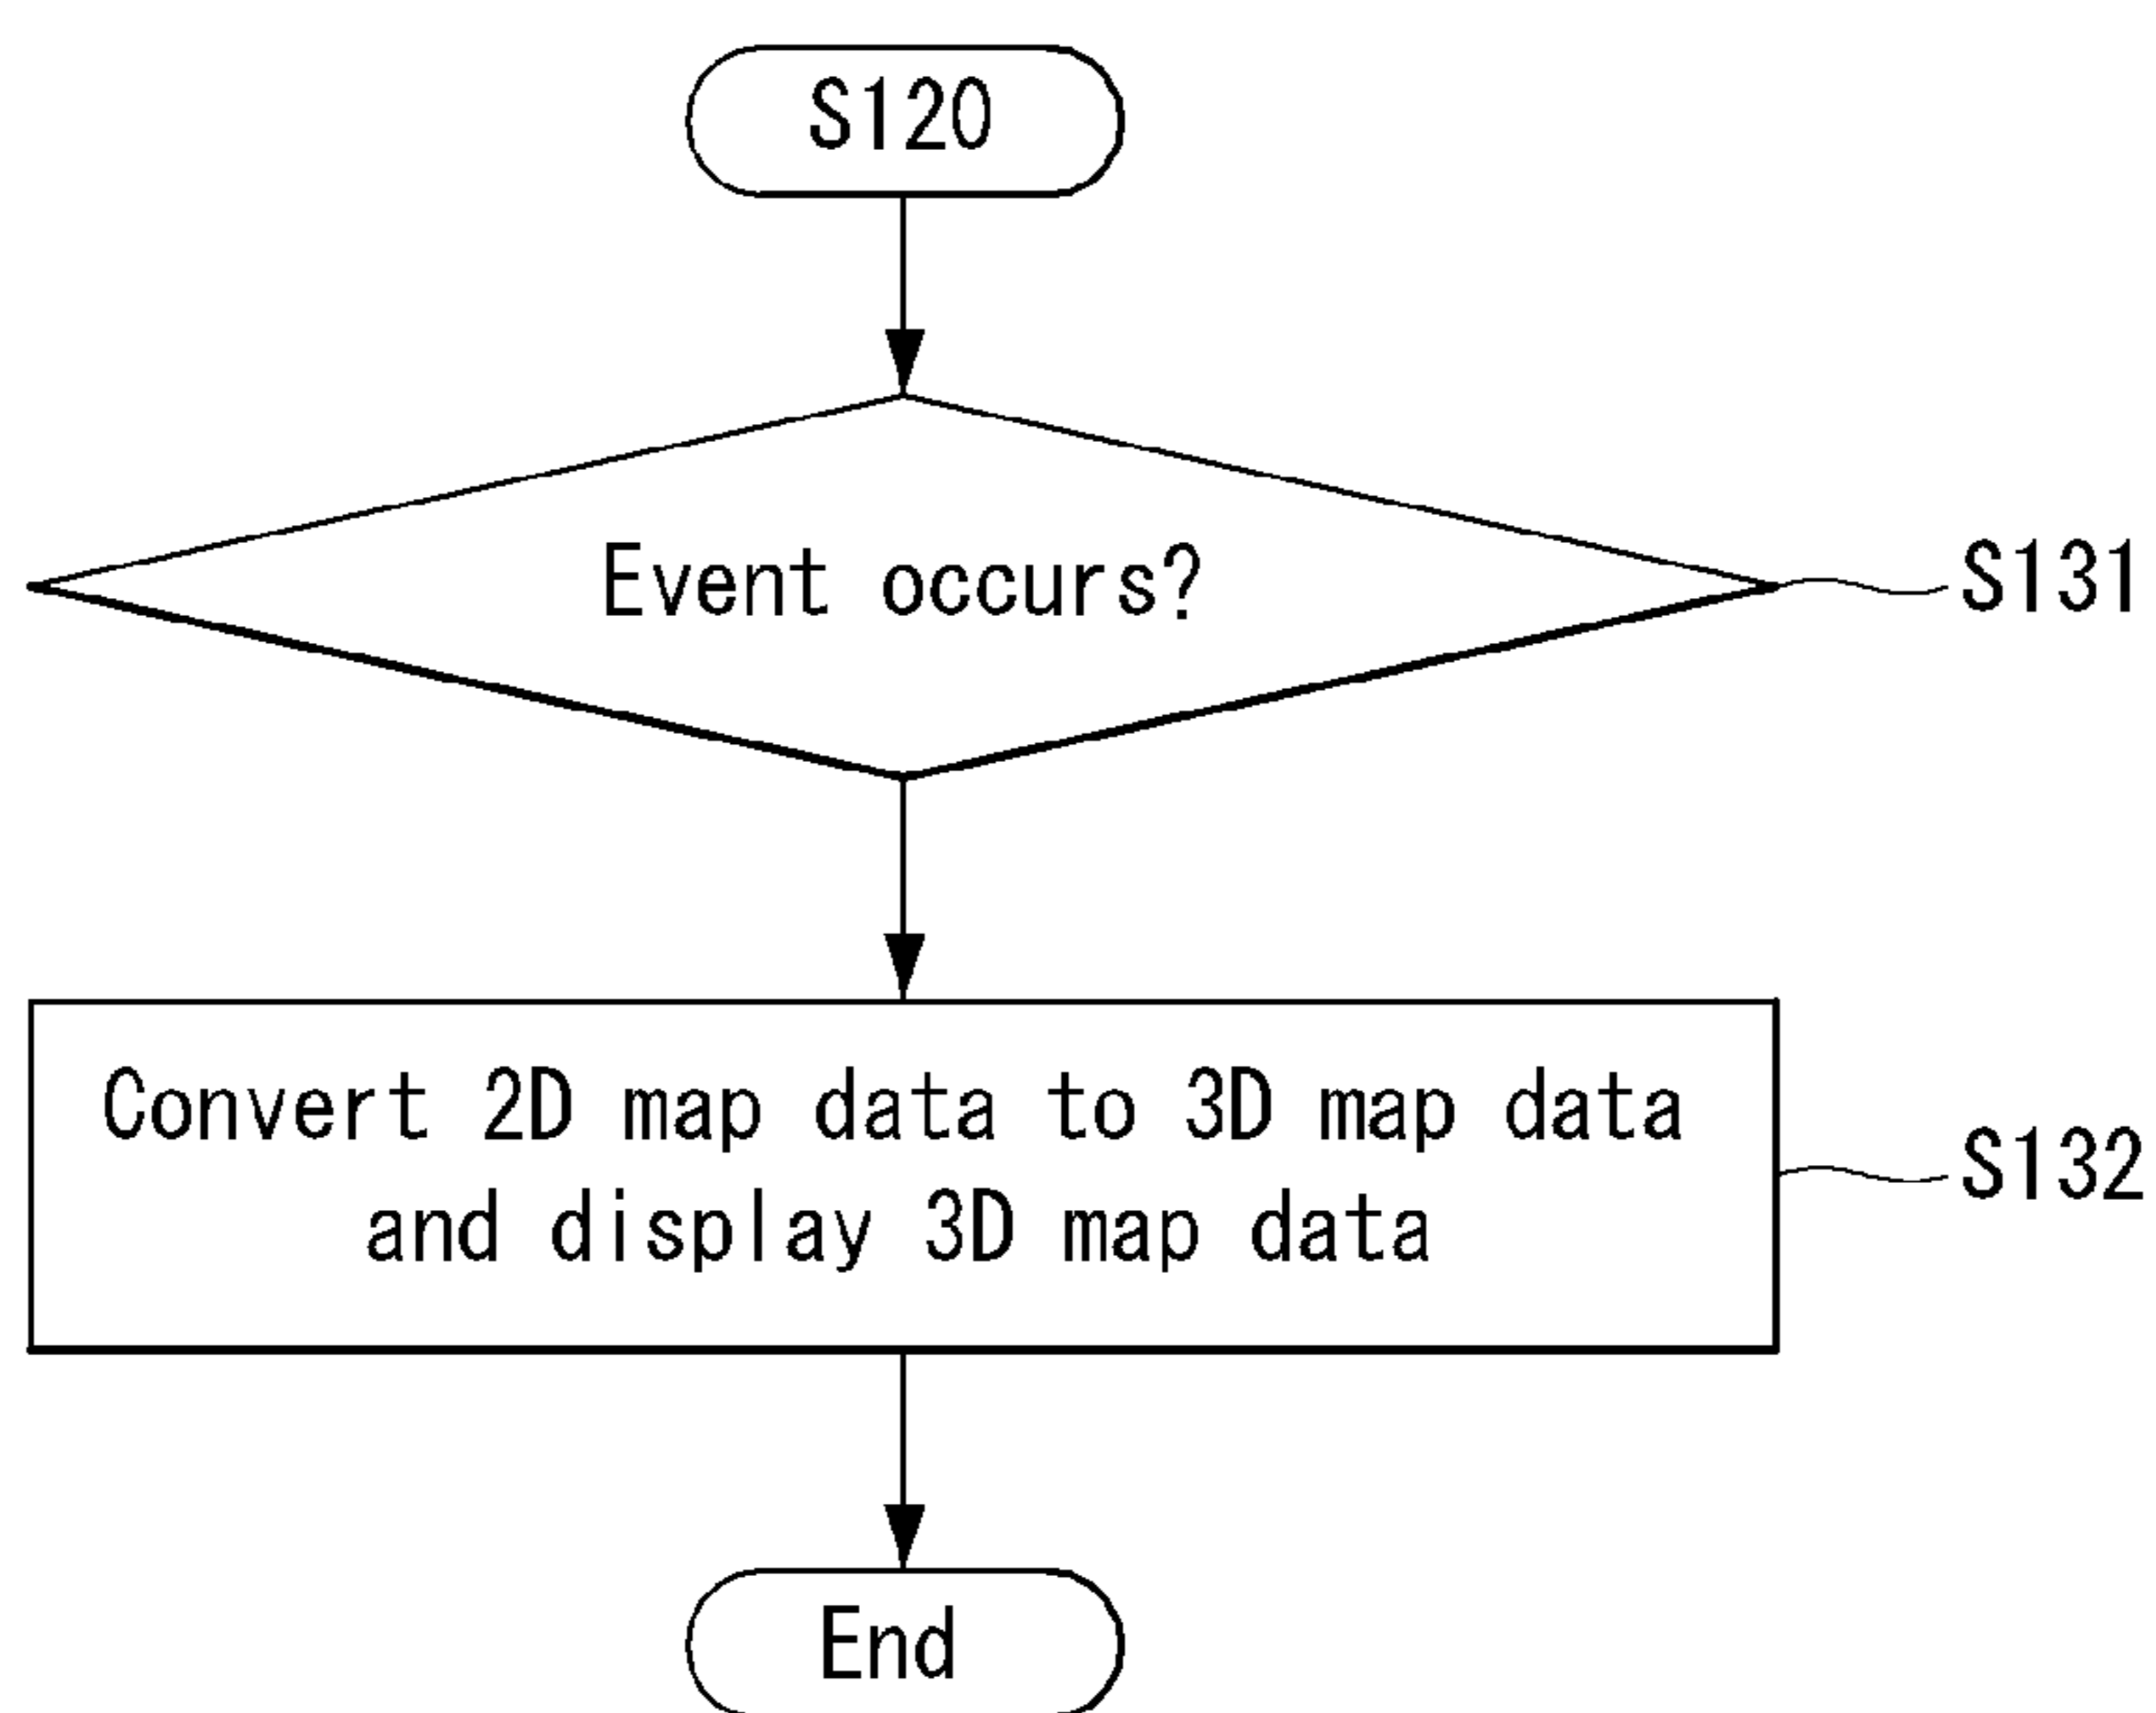 S120
Event occurs?
S131
Convert 2D map data to 3D map data
and display 3D map data
S132
End